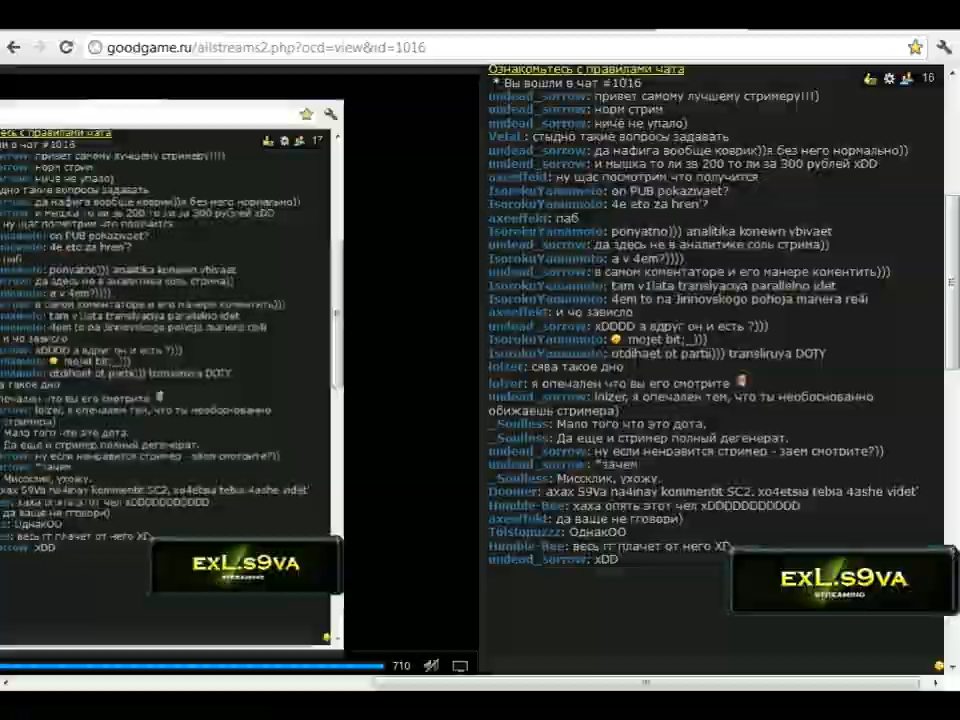 goodgame.ru/allstreams2.php?ocd=view&id=1016
Ознакомьтесь с правилами чата
16
* Вы вошли в чат #1016
undead_sorrow: привет самому лучшему стримеру!!!)
undead_sorrow: норм стрим
undead_sorrow: ничё не упало)
Vefal: стыдно такие вопросы задавать
undead_sorrow: да нафига вообще коврик))я без него нормально))
undead_sorrow: и мышка то ли за 200 то ли за 300 рублей xDD
axeeffekt: ну щас посмотрим что получится
IsorokuYamamoto: on PUB pokazivaet?
IsorokuYamamoto: 4e eto za hren'?
axeeffekt: паб
IsorokuYamamoto: ponyatno))) analitika konewn vbivaet
undead_sorrow: да здесь не в аналитике соль стрима))
IsorokuYamamoto: a v 4em?))))
undead_sorrow: в самом коментаторе и его манере коментить)))
IsorokuYamamoto: tam v1lata translyaciya parallelno idet
IsorokuYamamoto: 4em to na Jirinovskogo pohoja manera re4i
axeeffekt: и чо зависло
undead_sorrow: xDDDD а вдруг он и есть ?)))
IsorokuYamamoto: mojet bit;_)))
IsorokuYamamoto: otdihaet ot partii))) transliruya DOTY
lolzer: сява такое дно
lolzer: я опечален что вы его смотрите
undead_sorrow: lolzer, я опечален тем, что ты необоснованно
обижаешь стримера)
_Soulless: Мало того что это дота,
_Soulless: Да еще и стример полный дегенерат.
undead_sorrow: ну если ненравится стример - заем смотрите?))
undead_sorrow: *зачем
_Soulless: Миссклик, ухожу.
Doomer: axax S9Va na4inay kommentit SC2, xo4etsia tebia 4ashe videt'
Humble-Bee: хаха опять этот чел xDDDDDDDDDDD
axeeffekt: да ваще не гговори)
Tolstopuzzz: ОднакОО
Humble-Bee: весь гг плачет от него XD
undead_sorrow: xDD
exL.s9va
STREAMING
17
exL.s9va
STREAMING
710